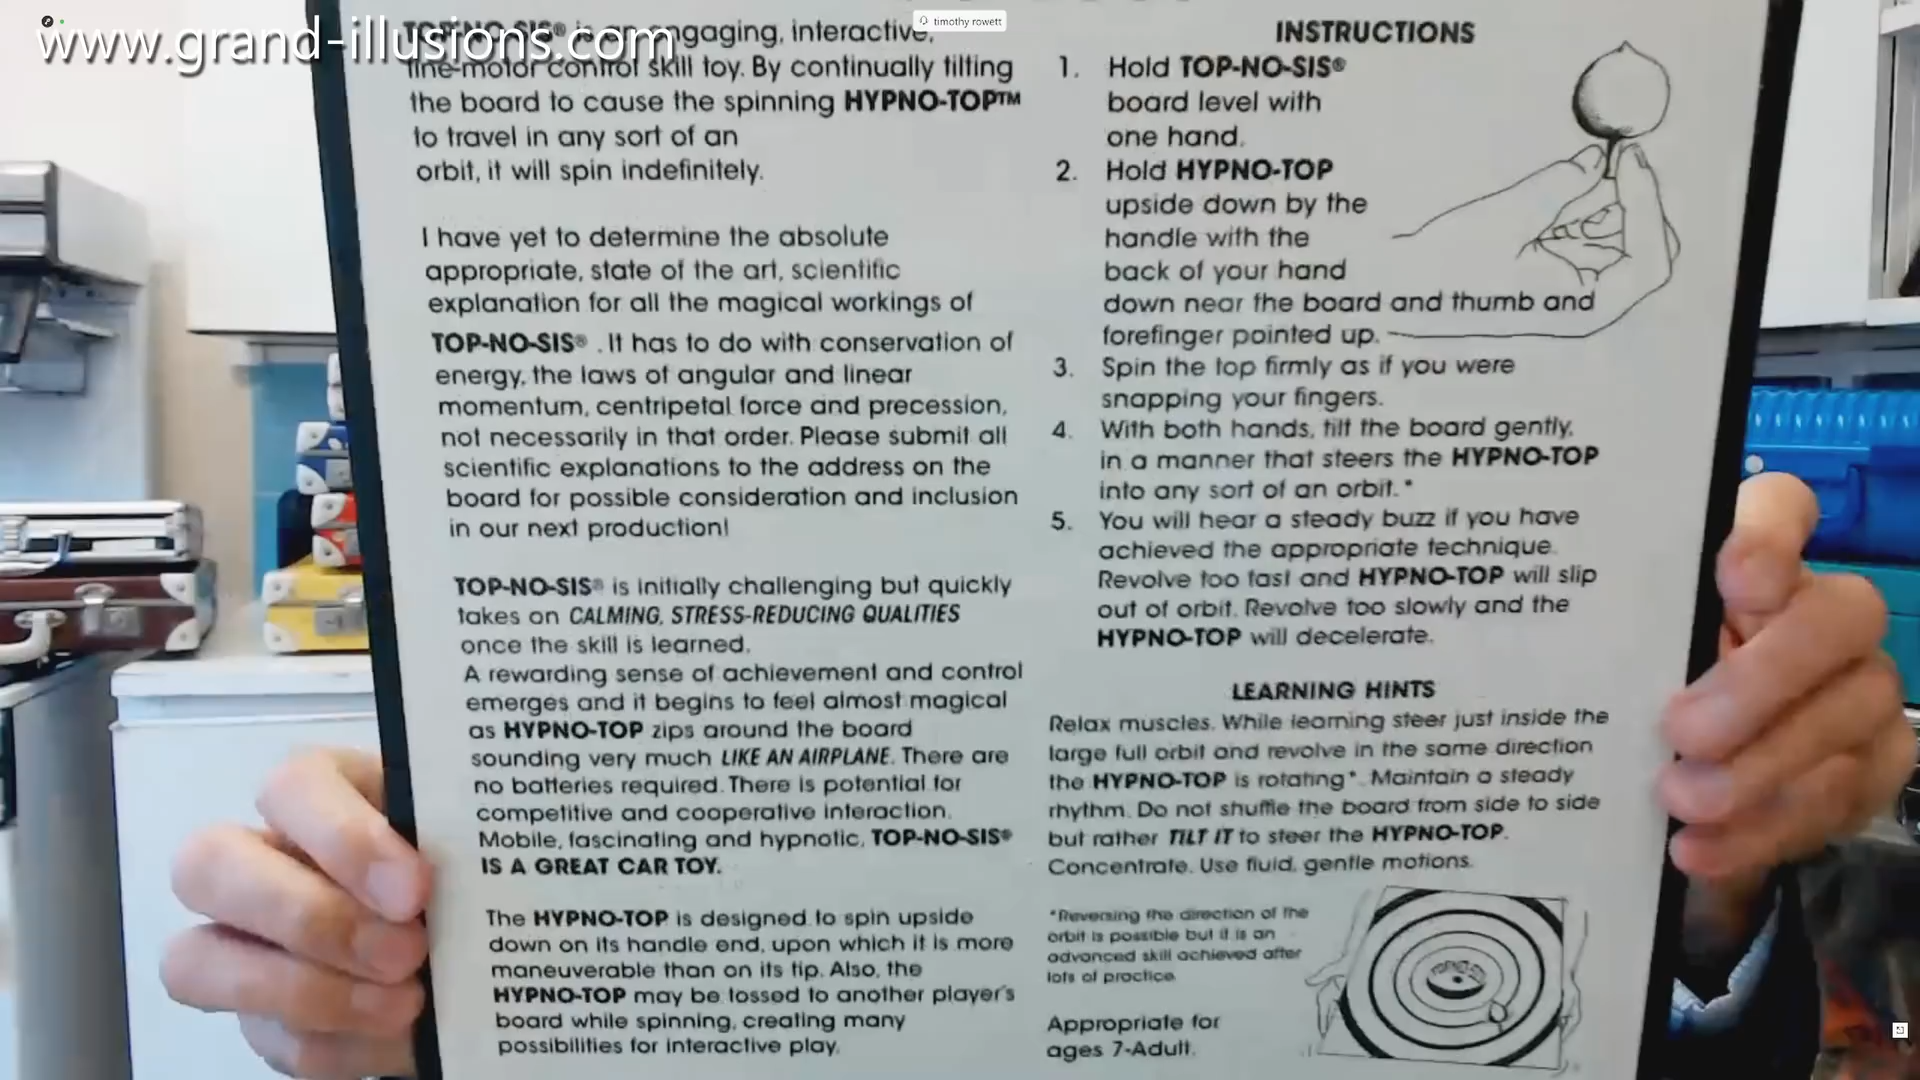 www.grand-illusions.com
timothy rowett
TOP-NO-SIS® is an engaging, interactive,
fine-motor control skill toy. By continually tilting
the board to cause the spinning HYPNO-TOP™
to travel in any sort of an
orbit, it will spin indefinitely.
I have yet to determine the absolute
appropriate, state of the art, scientific
explanation for all the magical workings of
TOP-NO-SIS® . It has to do with conservation of
energy, the laws of angular and linear
momentum, centripetal force and precession,
not necessarily in that order. Please submit all
scientific explanations to the address on the
board for possible consideration and inclusion
in our next production!
TOP-NO-SIS® is initially challenging but quickly
takes on CALMING, STRESS-REDUCING QUALITIES
once the skill is learned.
A rewarding sense of achievement and control
emerges and it begins to feel almost magical
as HYPNO-TOP zips around the board
sounding very much LIKE AN AIRPLANE. There are
no batteries required. There is potential for
competitive and cooperative interaction.
Mobile, fascinating and hypnotic, TOP-NO-SIS®
IS A GREAT CAR TOY.
The HYPNO-TOP is designed to spin upside
down on its handle end, upon which it is more
maneuverable than on its tip. Also, the
HYPNO-TOP may be tossed to another player's
board while spinning, creating many
possibilities for interactive play.
INSTRUCTIONS
1. Hold TOP-NO-SIS®
board level with
one hand.
2. Hold HYPNO-TOP
upside down by the
handle with the
back of your hand
down near the board and thumb and
forefinger pointed up.
3. Spin the top firmly as if you were
snapping your fingers.
4. With both hands, tilt the board gently,
in a manner that steers the HYPNO-TOP
into any sort of an orbit.*
5. You will hear a steady buzz if you have
achieved the appropriate technique.
Revolve too fast and HYPNO-TOP will slip
out of orbit. Revolve too slowly and the
HYPNO-TOP will decelerate.
LEARNING HINTS
Relax muscles. While learning steer just inside the
large full orbit and revolve in the same direction
the HYPNO-TOP is rotating*. Maintain a steady
rhythm. Do not shuffle the board from side to side
but rather TILT IT to steer the HYPNO-TOP.
Concentrate. Use fluid, gentle motions.
*Reversing the direction of the
orbit is possible but it is an
advanced skill achieved after
lots of practice
TOP-NO-SIS
Appropriate for
ages 7-Adult.